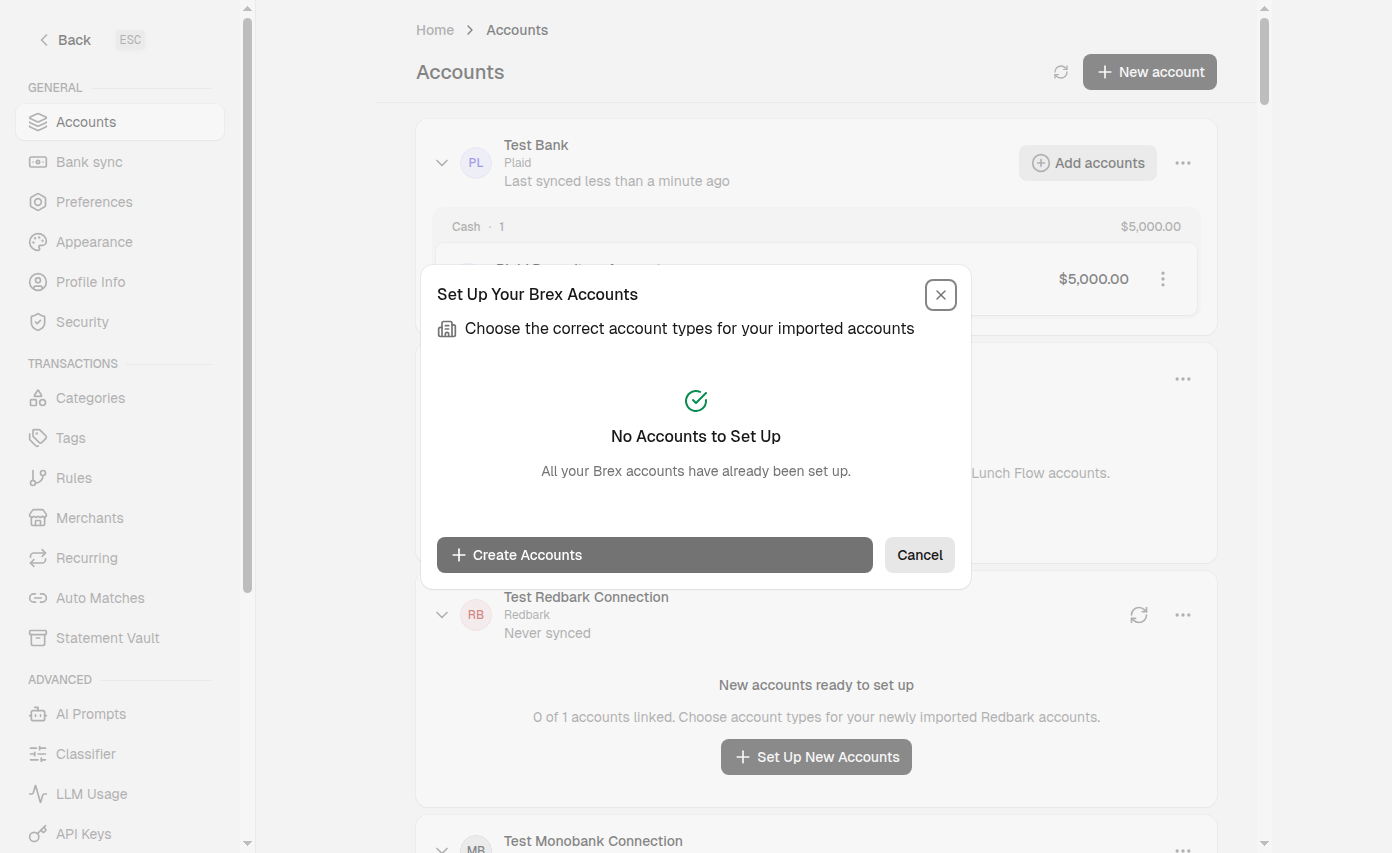 Back
ESC
GENERAL
Accounts
Bank sync
Preferences
Appearance
Profile Info
Security
TRANSACTIONS
Categories
Tags
Rules
Merchants
Recurring
Auto Matches
Statement Vault
ADVANCED
AI Prompts
Classifier
LLM Usage
API Keys
Home > Accounts
Accounts
New account
PL
Test Bank
Plaid
Last synced less than a minute ago
Add accounts
Cash · 1
$5,000.00
$5,000.00
Set Up Your Brex Accounts
Choose the correct account types for your imported accounts
No Accounts to Set Up
All your Brex accounts have already been set up.
Create Accounts
Cancel
Lunch Flow accounts.
RB
Test Redbark Connection
Redbark
Never synced
New accounts ready to set up
0 of 1 accounts linked. Choose account types for your newly imported Redbark accounts.
Set Up New Accounts
MB
Test Monobank Connection